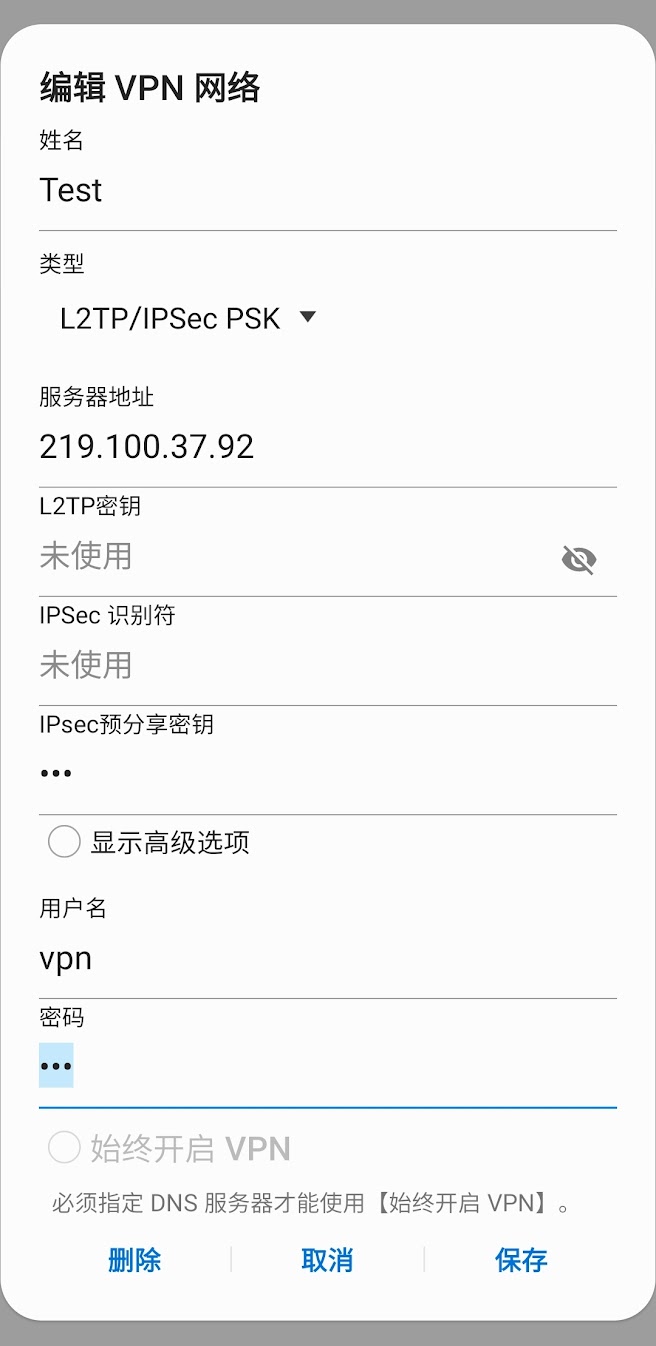 编辑 VPN 网络
姓名
Test
类型
L2TP/IPSec PSK
服务器地址
219.100.37.92
L2TP密钥
未使用
IPSec 识别符
未使用
IPsec预分享密钥
•••
显示高级选项
用户名
vpn
密码
•••
始终开启 VPN
必须指定 DNS 服务器才能使用【始终开启 VPN】。
删除 取消 保存